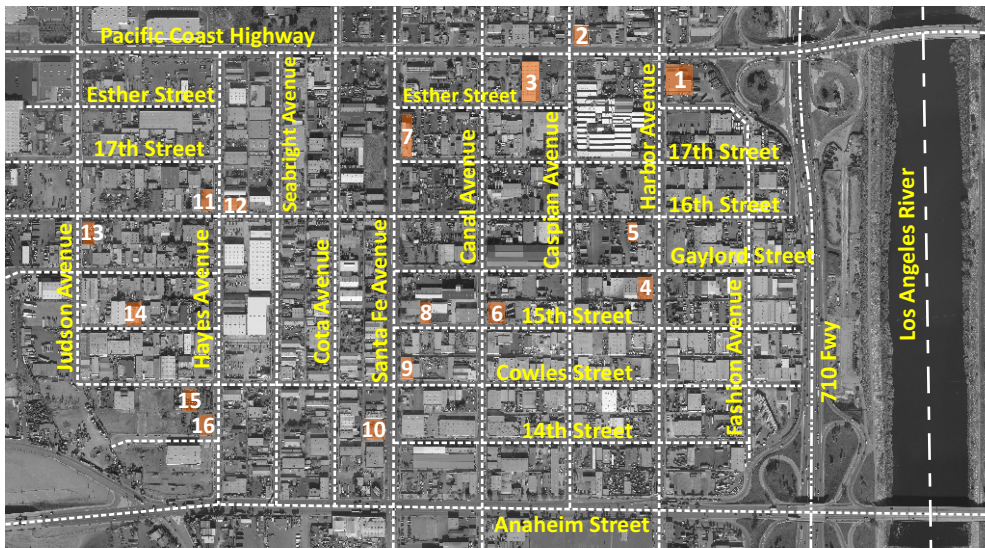 Pacific Coast Highway
2
1
3
Esther Street
Esther Street
Seabright Avenue
Harbor Avenue
7
17th Street
17th Street
Canal Avenue
Caspian Avenue
11
12
16th Street
Los Angeles River
13
5
Gaylord Street
Judson Avenue
Hayes Avenue
Cota Avenue
Santa Fe Avenue
4
14
8
6
15th Street
Fashion Avenue
710 Fwy
9
Cowles Street
15
16
10
14th Street
Anaheim Street